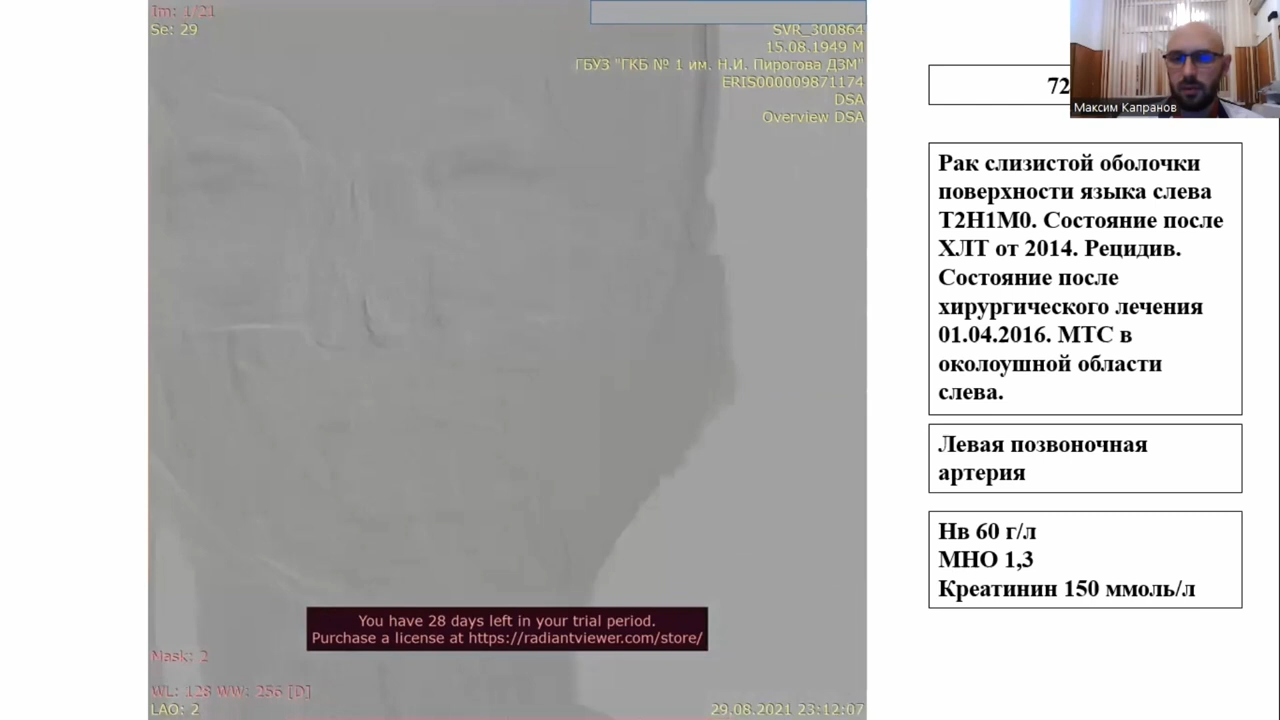 Im: 1/21
Se: 29
SVR_300864
15.08.1949 M
ГБУЗ "ГКБ № 1 им. Н.И. Пирогова ДЗМ"
ERIS000009871174
DSA
Overview DSA
72
Максим Капранов
Рак слизистой оболочки
поверхности языка слева
T2H1M0. Состояние после
ХЛТ от 2014. Рецидив.
Состояние после
хирургического лечения
01.04.2016. МТС в
околоушной области
слева.
Левая позвоночная
артерия
Нв 60 г/л
МНО 1,3
Креатинин 150 ммоль/л
You have 28 days left in your trial period.
Purchase a license at https://radiantviewer.com/store/
Mask: 2
WL: 128 WW: 256 [D]
LAO: 2
29.08.2021 23:12:07